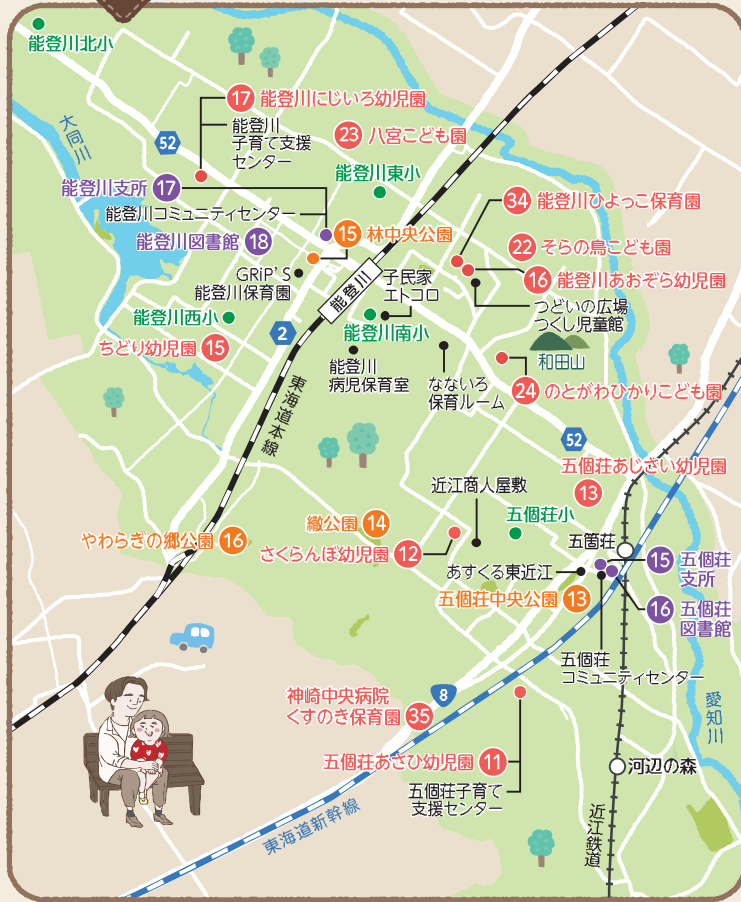 能登川北小
大同川
52
17 能登川にじいろ幼児園
能登川
子育て支援
センター
23 八宮こども園
能登川東小
能登川支所 17
能登川コミュニティセンター
能登川図書館 18
15 林中央公園
34 能登川ひよっこ保育園
22 そらの鳥こども園
16 能登川あおぞら幼児園
つどいの広場
つくし児童館
GRiP'S
能登川保育園
能登川
子民家
エトコロ
能登川西小
能登川南小
ちどり幼児園 15
2
和田山
能登川
病児保育室
なないろ
保育ルーム
24 のとがわひかりこども園
東海道本線
52
五個荘あじさい幼児園
13
近江商人屋敷
五個荘小
繖公園 14
やわらぎの郷公園 16
さくらんぼ幼児園 12
五箇荘
あすくる東近江
五個荘中央公園 13
15 五個荘
支所
16 五個荘
図書館
五個荘
コミュニティセンター
8
神崎中央病院
くすのき保育園 35
愛知川
五個荘あさひ幼児園 11
五個荘子育て
支援センター
河辺の森
東海道新幹線
近江鉄道